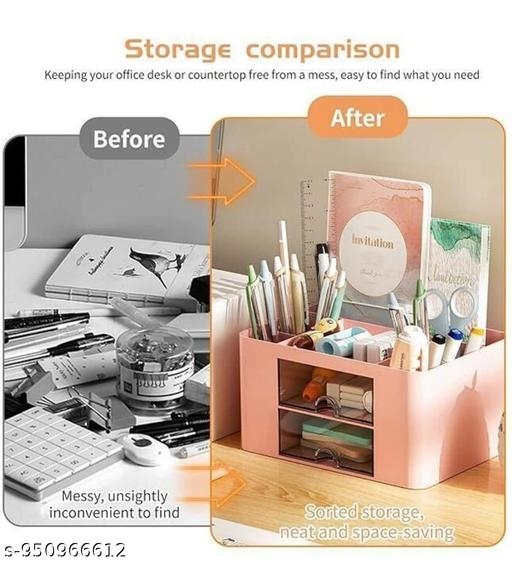 Storage comparison
Keeping your office desk or countertop free from a mess, easy to find what you need
Before
After
Invitation
Messy, unsightly
inconvenient to find
Sorted storage,
neat and space-saving
s-950966612